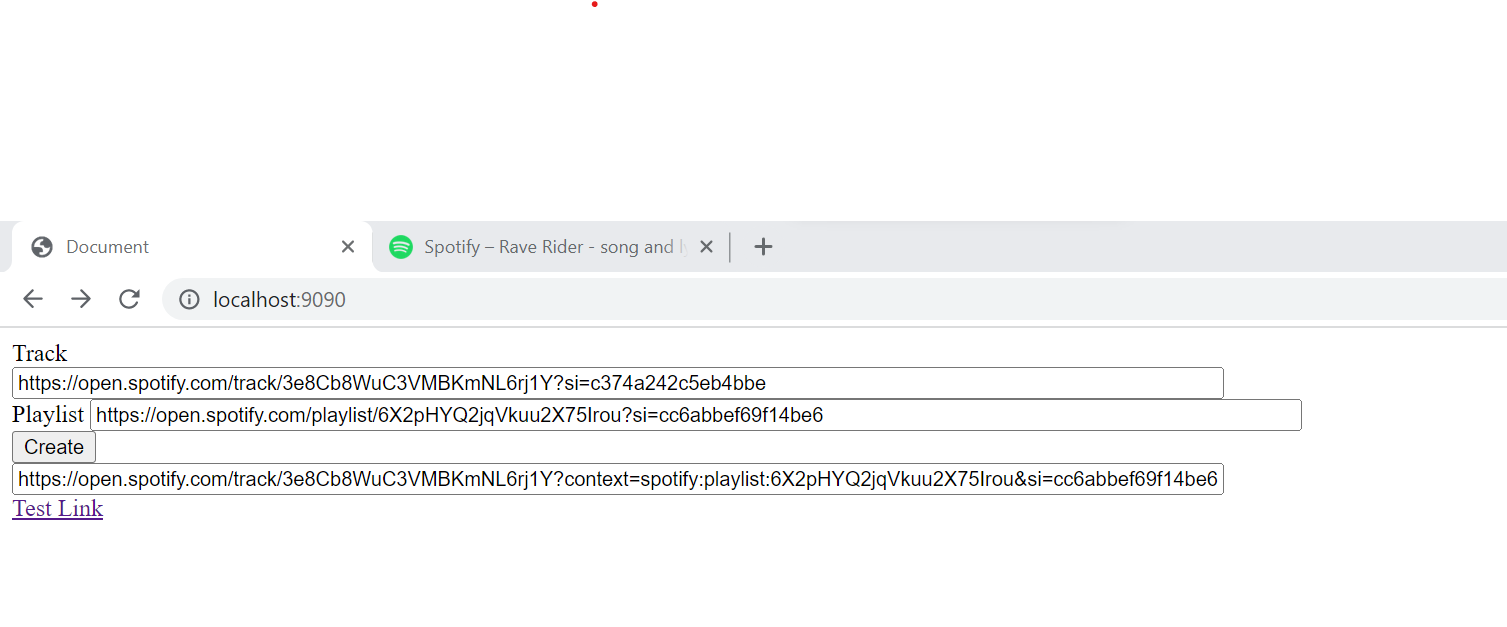 Document
Spotify – Rave Rider - song and
localhost:9090
Track
https://open.spotify.com/track/3e8Cb8WuC3VMBKmNL6rj1Y?si=c374a242c5eb4bbe
Playlist https://open.spotify.com/playlist/6X2pHYQ2jqVkuu2X75Irou?si=cc6abbef69f14be6
Create
https://open.spotify.com/track/3e8Cb8WuC3VMBKmNL6rj1Y?context=spotify:playlist:6X2pHYQ2jqVkuu2X75Irou&si=cc6abbef69f14be6
Test Link